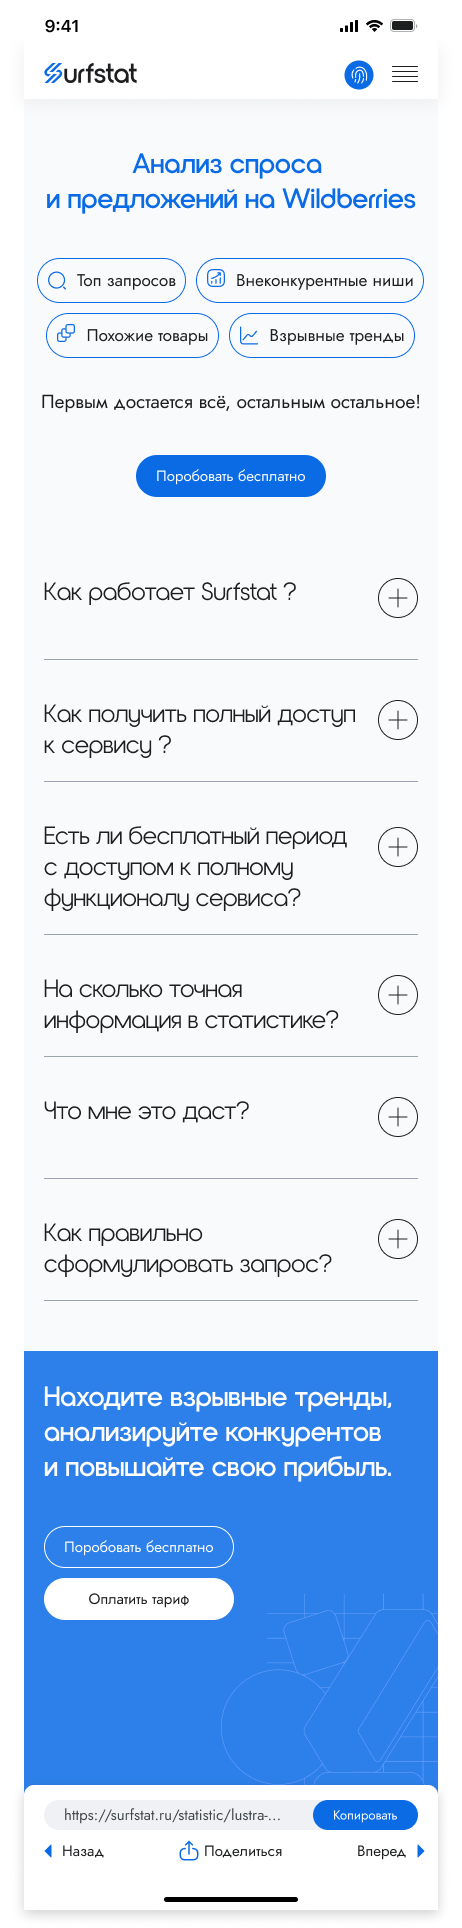 9:41
Surfstat
Анализ спроса
и предложений на Wildberries
Топ запросов
Внеконкурентные ниши
Похожие товары
Взрывные тренды
Первым достается всё, остальным остальное!
Поробовать бесплатно
Как работает Surfstat ?
Как получить полный доступ
к сервису ?
Есть ли бесплатный период
с доступом к полному
функционалу сервиса?
На сколько точная
информация в статистике?
Что мне это даст?
Как правильно
сформулировать запрос?
Находите взрывные тренды,
анализируйте конкурентов
и повышайте свою прибыль.
Поробовать бесплатно
Оплатить тариф
https://surfstat.ru/statistic/lustra-...
Копировать
Назад
Поделиться
Вперед